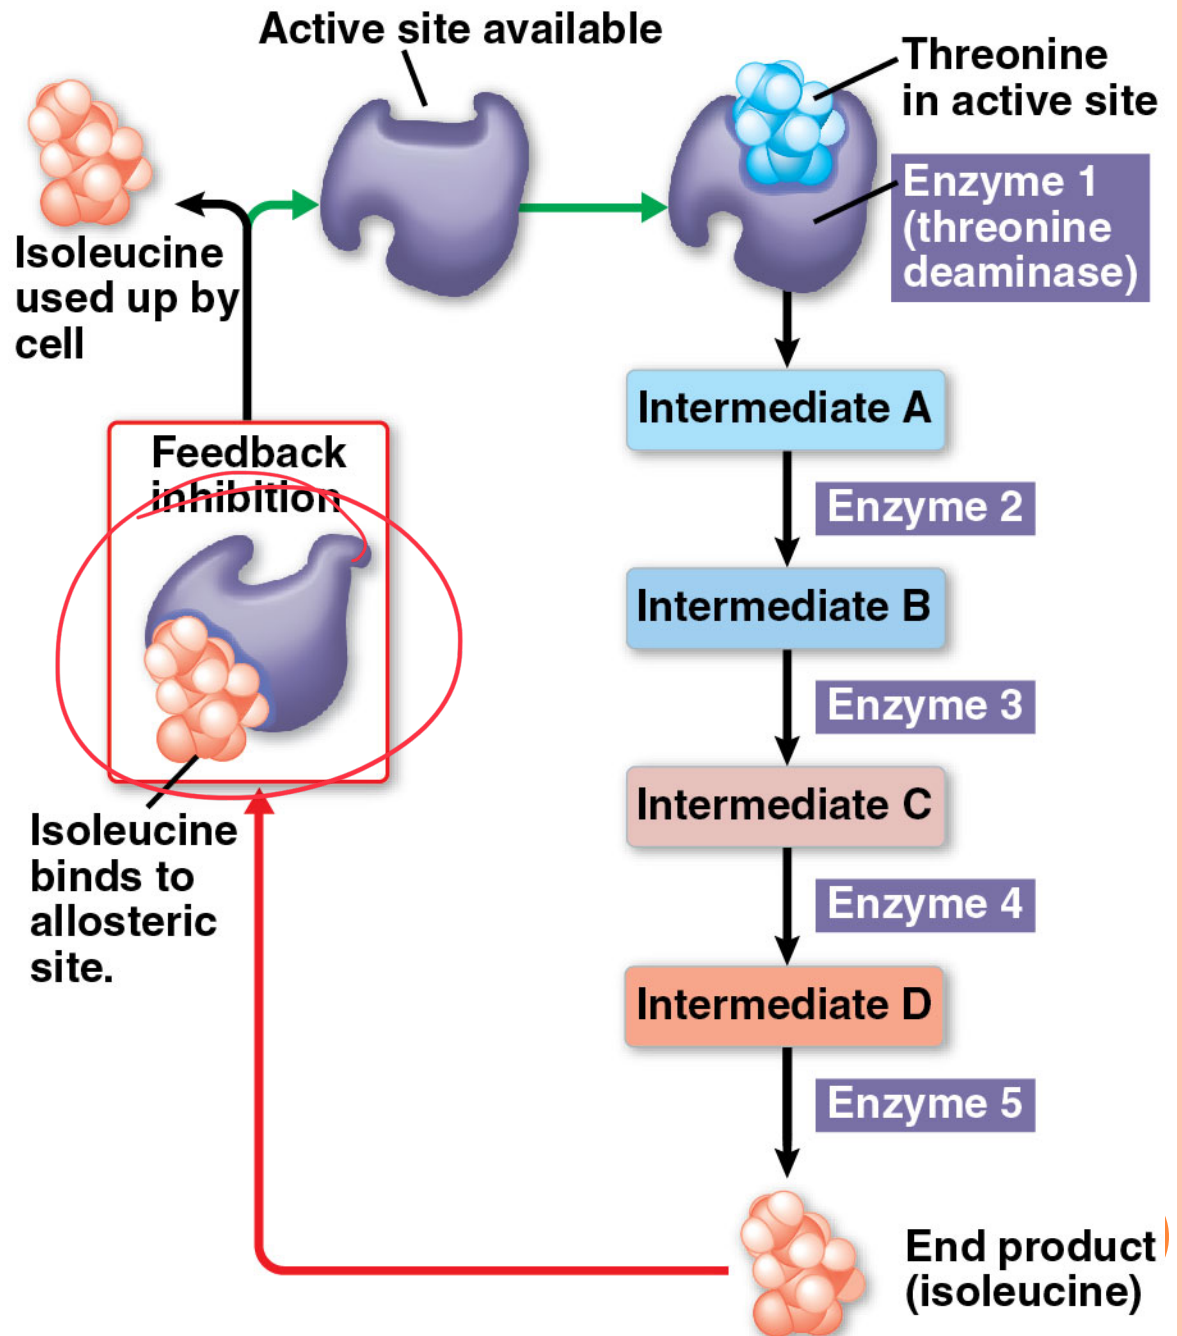 Active site available
Threonine
in active site
Enzyme 1
(threonine
deaminase)
Isoleucine
used up by
cell
Intermediate A
Feedback
inhibition
Enzyme 2
Intermediate B
Enzyme 3
Intermediate C
Isoleucine
binds to
allosteric
site.
Enzyme 4
Intermediate D
Enzyme 5
End product
(isoleucine)